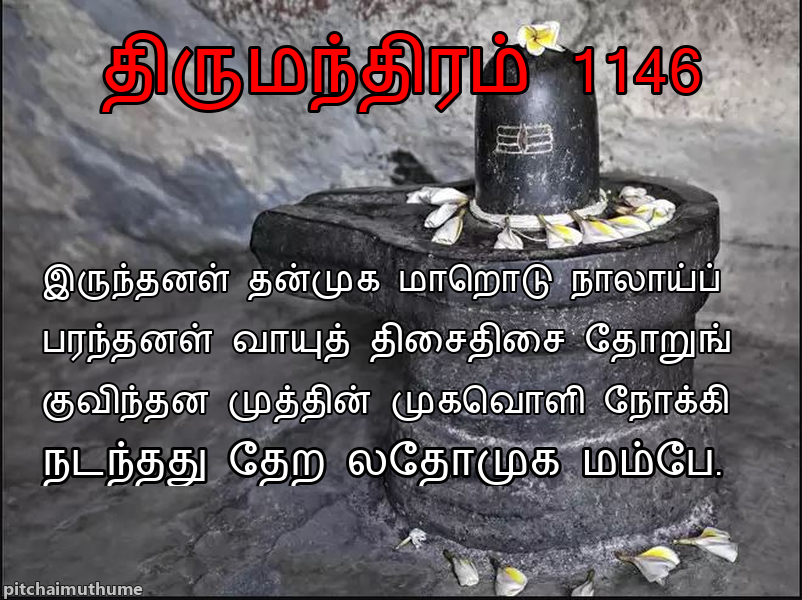 திருமந்திரம் 1146
இருந்தனள் தன்முக மாறொடு நாலாய்ப்
பரந்தனள் வாயுத் திசைதிசை தோறுங்
குவிந்தன முத்தின் முகவொளி நோக்கி
நடந்தது தேற லதோமுக மம்பே.
pitchaimuthume